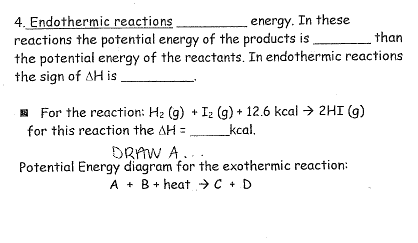 4. Endothermic reactions __________ energy. In these
reactions the potential energy of the products is ________ than
the potential energy of the reactants. In endothermic reactions
the sign of ΔH is __________.
For the reaction: H₂ (g) + I₂ (g) + 12.6 kcal → 2HI (g)
for this reaction the ΔH = _____kcal.
DRAW A...
Potential Energy diagram for the exothermic reaction:
A + B + heat → C + D